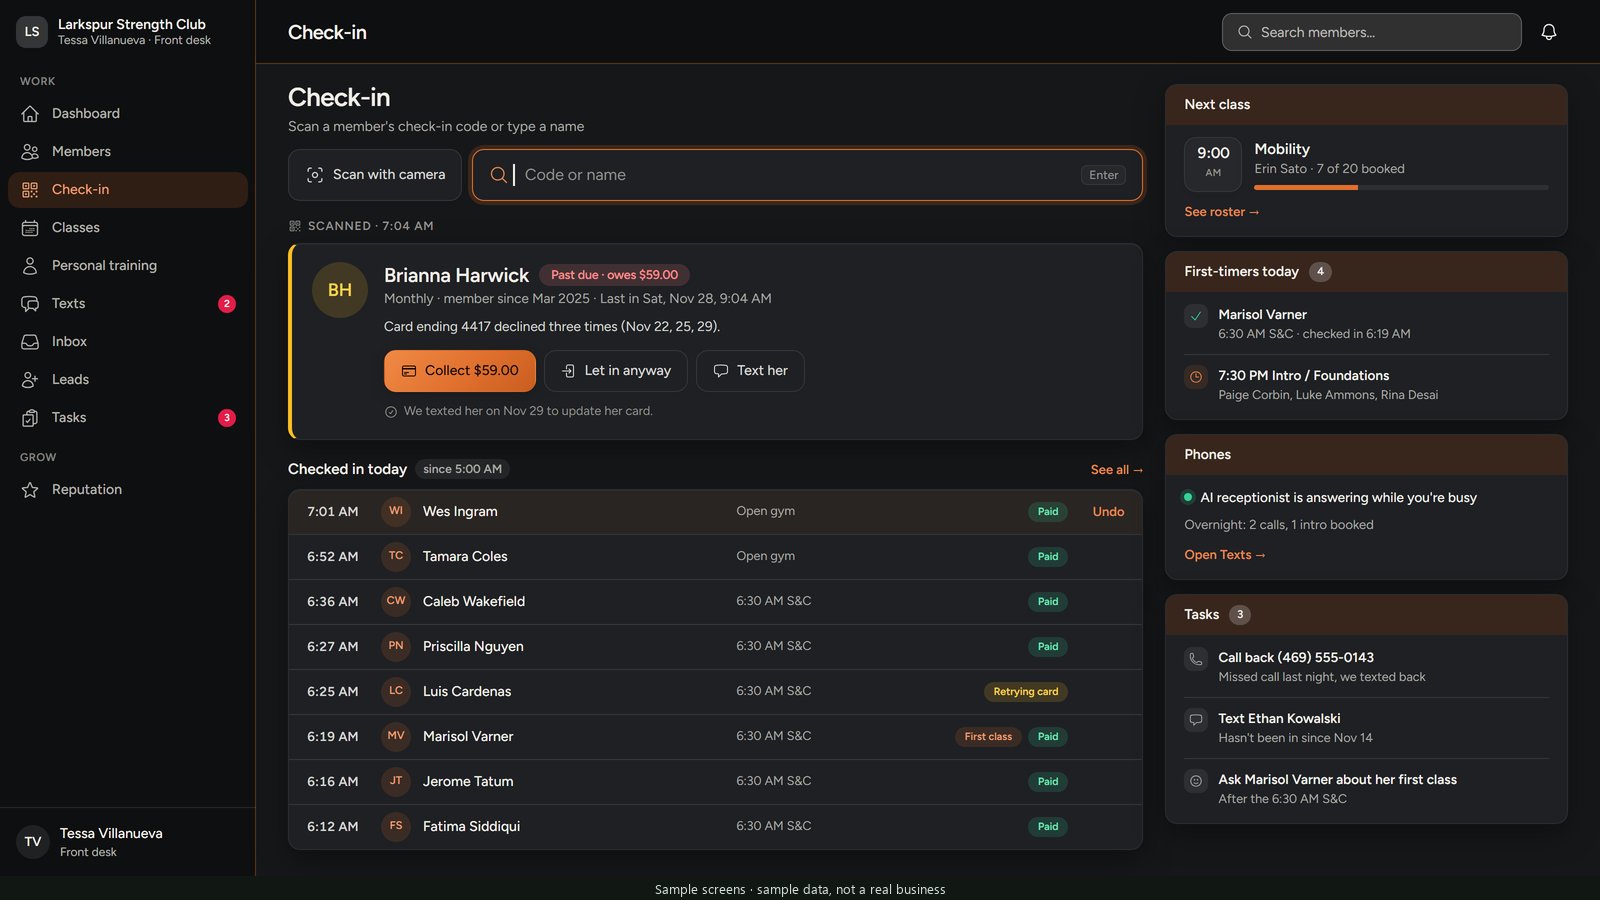 LS
Larkspur Strength Club
Tessa Villanueva · Front desk
WORK
Dashboard
Members
Check-in
Classes
Personal training
Texts 2
Inbox
Leads
Tasks 3
GROW
Reputation
TV
Tessa Villanueva
Front desk
Check-in
Search members...
Check-in
Scan a member's check-in code or type a name
Scan with camera
Code or name
Enter
SCANNED · 7:04 AM
BH
Brianna Harwick Past due · owes $59.00
Monthly · member since Mar 2025 · Last in Sat, Nov 28, 9:04 AM
Card ending 4417 declined three times (Nov 22, 25, 29).
Collect $59.00
Let in anyway
Text her
We texted her on Nov 29 to update her card.
Checked in today since 5:00 AM See all →
7:01 AM WI Wes Ingram Open gym Paid Undo
6:52 AM TC Tamara Coles Open gym Paid
6:36 AM CW Caleb Wakefield 6:30 AM S&C Paid
6:27 AM PN Priscilla Nguyen 6:30 AM S&C Paid
6:25 AM LC Luis Cardenas 6:30 AM S&C Retrying card
6:19 AM MV Marisol Varner 6:30 AM S&C First class Paid
6:16 AM JT Jerome Tatum 6:30 AM S&C Paid
6:12 AM FS Fatima Siddiqui 6:30 AM S&C Paid
Next class
9:00
AM
Mobility
Erin Sato · 7 of 20 booked
See roster →
First-timers today 4
Marisol Varner
6:30 AM S&C · checked in 6:19 AM
7:30 PM Intro / Foundations
Paige Corbin, Luke Ammons, Rina Desai
Phones
AI receptionist is answering while you're busy
Overnight: 2 calls, 1 intro booked
Open Texts →
Tasks 3
Call back (469) 555-0143
Missed call last night, we texted back
Text Ethan Kowalski
Hasn't been in since Nov 14
Ask Marisol Varner about her first class
After the 6:30 AM S&C
Sample screens · sample data, not a real business